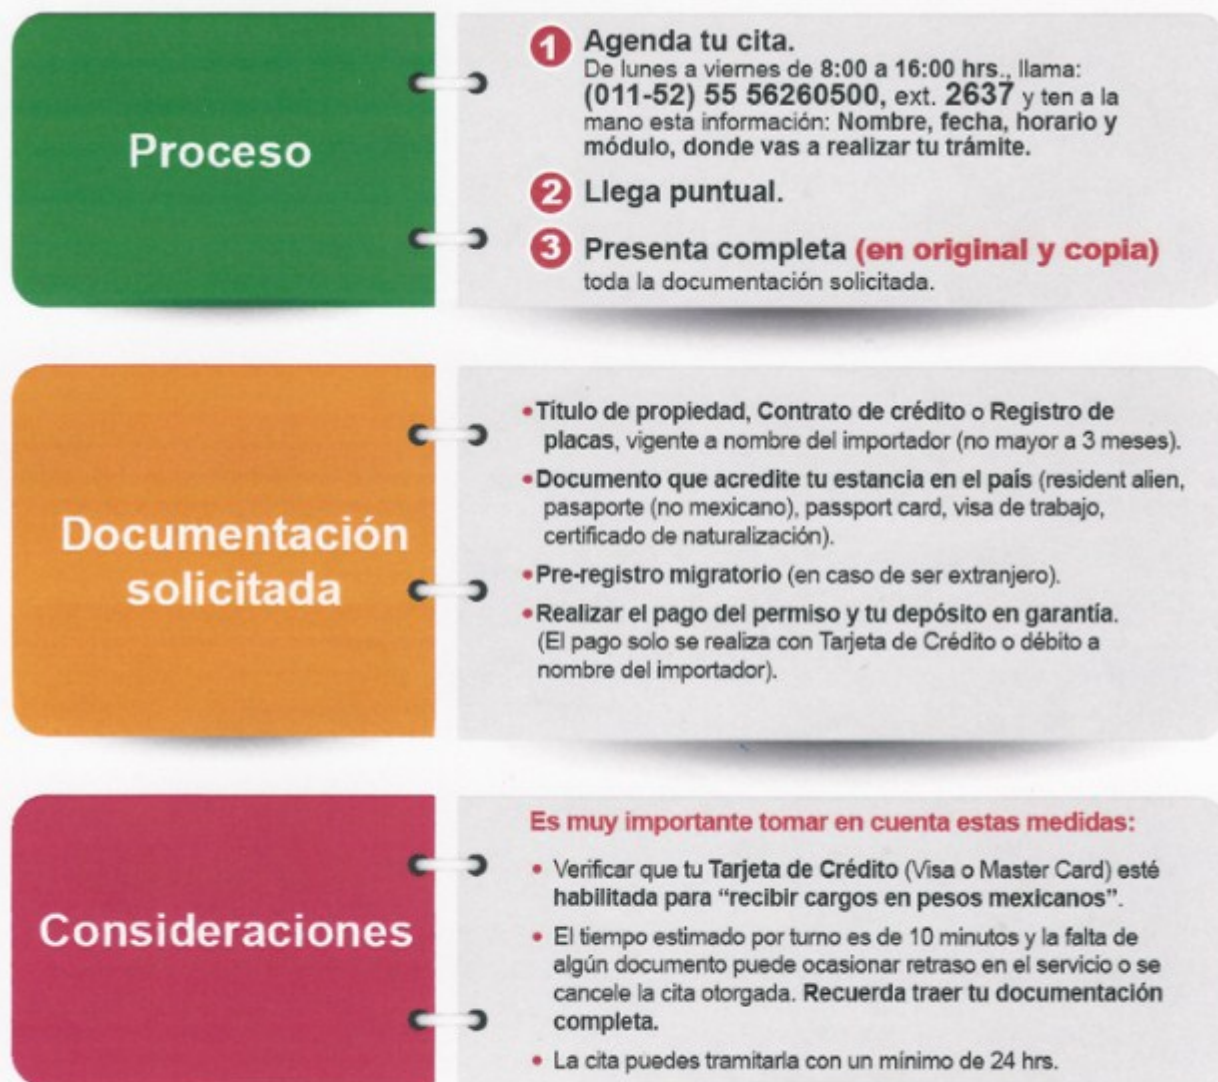 Proceso
1 Agenda tu cita.
De lunes a viernes de 8:00 a 16:00 hrs., llama:
(011-52) 55 56260500, ext. 2637 y ten a la
mano esta información: Nombre, fecha, horario y
módulo, donde vas a realizar tu trámite.
2 Llega puntual.
3 Presenta completa (en original y copia)
toda la documentación solicitada.
Documentación
solicitada
•Título de propiedad, Contrato de crédito o Registro de
placas, vigente a nombre del importador (no mayor a 3 meses).
•Documento que acredite tu estancia en el país (resident alien,
pasaporte (no mexicano), passport card, visa de trabajo,
certificado de naturalización).
•Pre-registro migratorio (en caso de ser extranjero).
•Realizar el pago del permiso y tu depósito en garantía.
(El pago solo se realiza con Tarjeta de Crédito o débito a
nombre del importador).
Consideraciones
Es muy importante tomar en cuenta estas medidas:
• Verificar que tu Tarjeta de Crédito (Visa o Master Card) esté
habilitada para “recibir cargos en pesos mexicanos”.
• El tiempo estimado por turno es de 10 minutos y la falta de
algún documento puede ocasionar retraso en el servicio o se
cancele la cita otorgada. Recuerda traer tu documentación
completa.
• La cita puedes tramitarla con un mínimo de 24 hrs.